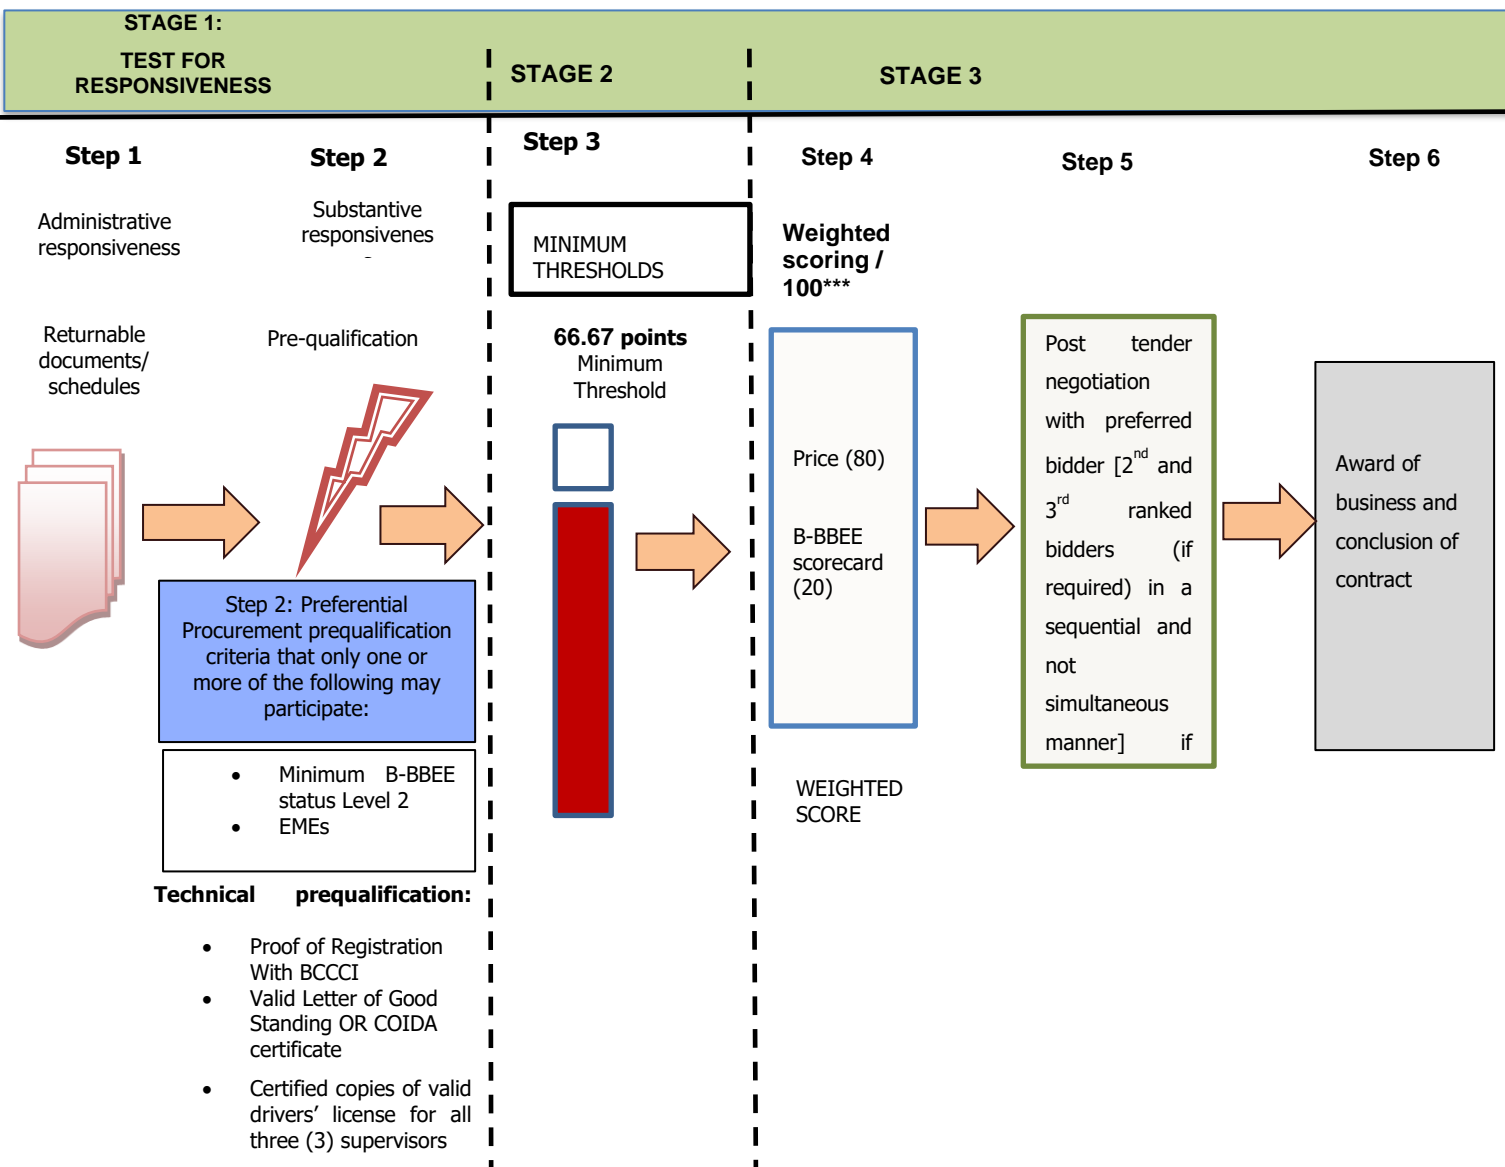 STAGE 1:
TEST FOR
RESPONSIVENESS
STAGE 2
STAGE 3
Step 1
Administrative
responsiveness
Returnable
documents/
schedules
Step 2
Substantive
responsivenes
Pre-qualification
Step 2: Preferential
Procurement prequalification
criteria that only one or
more of the following may
participate:
• Minimum B-BBEE
status Level 2
• EMEs
Technical prequalification:
• Proof of Registration
With BCCCI
• Valid Letter of Good
Standing OR COIDA
certificate
• Certified copies of valid
drivers’ license for all
three (3) supervisors
Step 3
MINIMUM
THRESHOLDS
66.67 points
Minimum
Threshold
Step 4
Weighted
scoring /
100***
Price (80)
B-BBEE
scorecard
(20)
WEIGHTED
SCORE
Step 5
Post tender
negotiation
with preferred
bidder [2nd and
3rd ranked
bidders (if
required) in a
sequential and
not
simultaneous
manner] if
Step 6
Award of
business and
conclusion of
contract